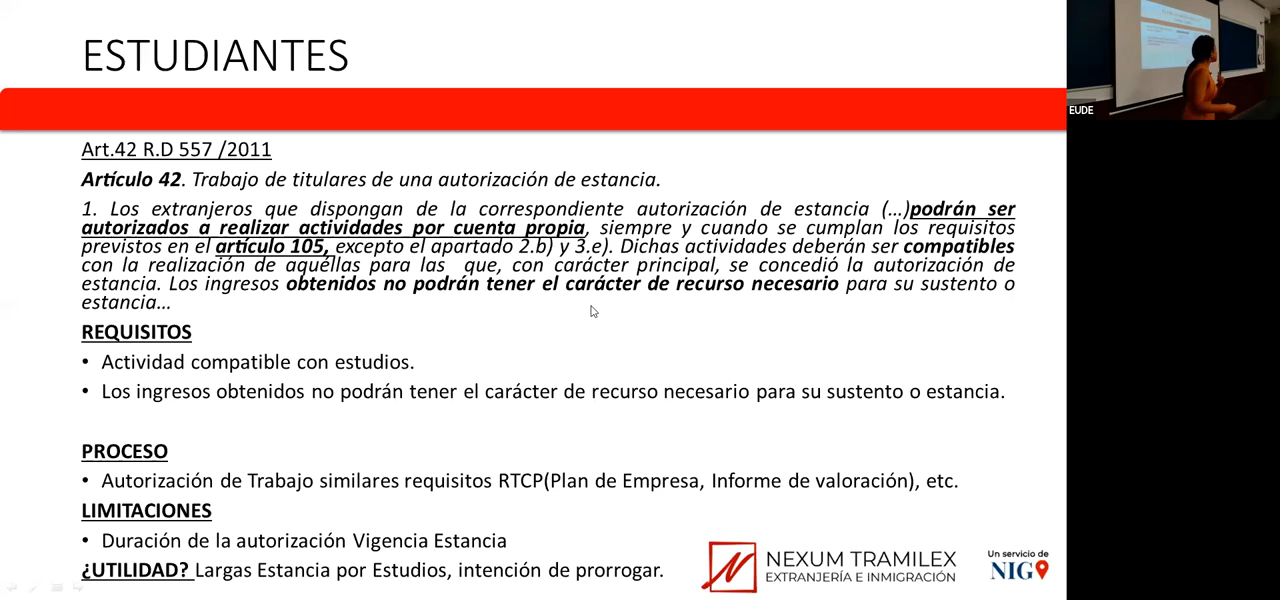 ESTUDIANTES
EUDE
Art.42 R.D 557 /2011
Artículo 42. Trabajo de titulares de una autorización de estancia.
1. Los extranjeros que dispongan de la correspondiente autorización de estancia (...)podrán ser
autorizados a realizar actividades por cuenta propia, siempre y cuando se cumplan los requisitos
previstos en el artículo 105, excepto el apartado 2.b) y 3.e). Dichas actividades deberán ser compatibles
con la realización de aquéllas para las que, con carácter principal, se concedió la autorización de
estancia. Los ingresos obtenidos no podrán tener el carácter de recurso necesario para su sustento o
estancia...
REQUISITOS
• Actividad compatible con estudios.
• Los ingresos obtenidos no podrán tener el carácter de recurso necesario para su sustento o estancia.
PROCESO
• Autorización de Trabajo similares requisitos RTCP(Plan de Empresa, Informe de valoración), etc.
LIMITACIONES
• Duración de la autorización Vigencia Estancia
¿UTILIDAD? Largas Estancia por Estudios, intención de prorrogar.
NEXUM TRAMILEX
EXTRANJERÍA E INMIGRACIÓN
Un servicio de
NIG